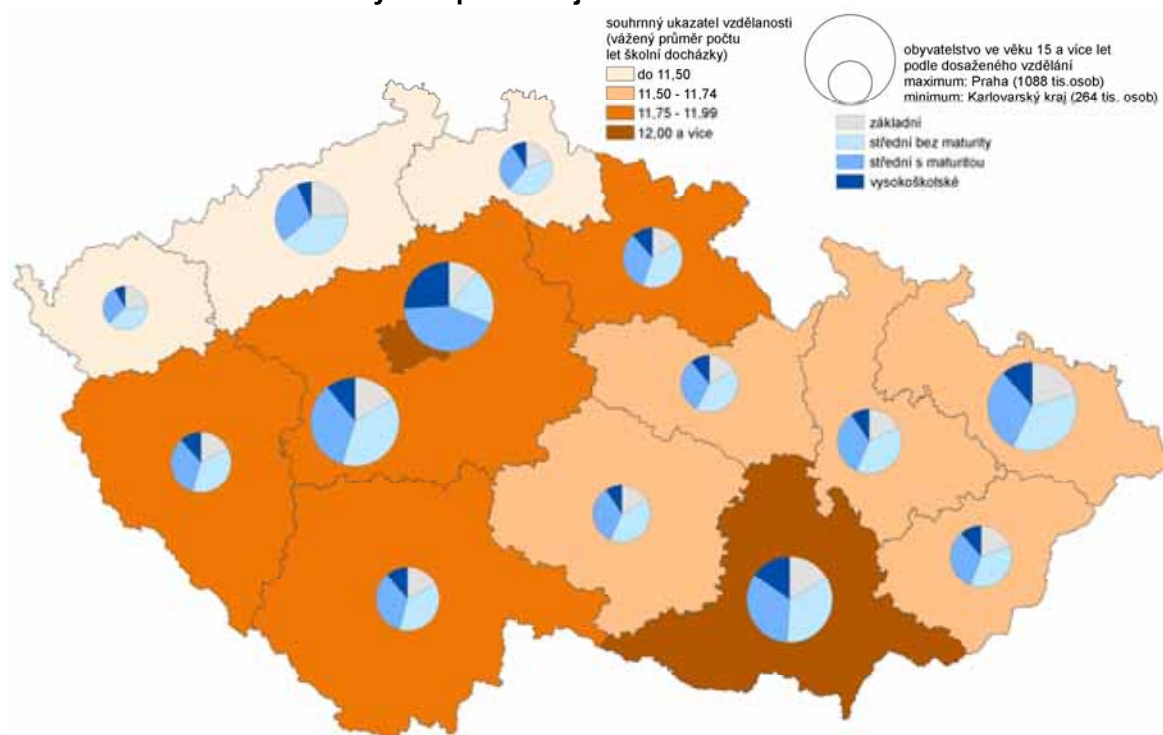 souhrnný ukazatel vzdělanosti
(vážený průměr počtu
let školní docházky)
do 11,50
11,50 - 11,74
11,75 - 11,99
12,00 a více
obyvatelstvo ve věku 15 a více let
podle dosaženého vzdělání
maximum: Praha (1088 tis.osob)
minimum: Karlovarský kraj (264 tis. osob)
základní
střední bez maturity
střední s maturitou
vysokoškolské